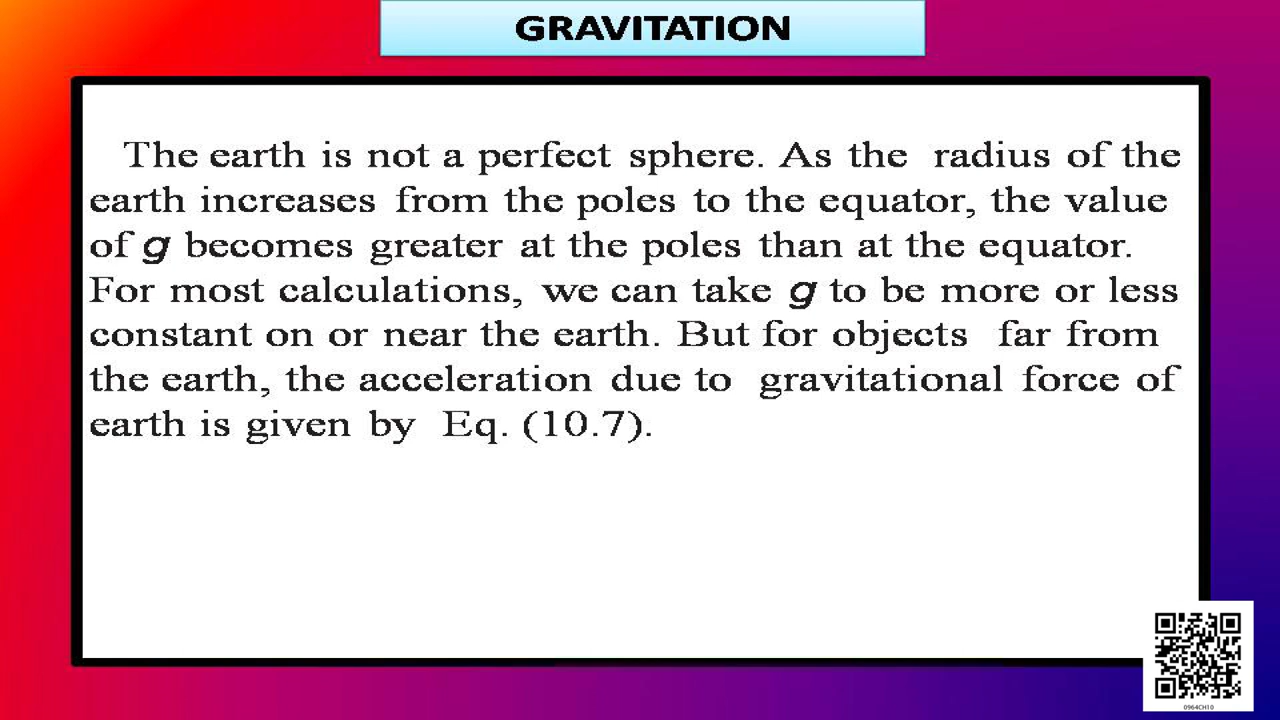 GRAVITATION
The earth is not a perfect sphere. As the radius of the
earth increases from the poles to the equator, the value
of g becomes greater at the poles than at the equator.
For most calculations, we can take g to be more or less
constant on or near the earth. But for objects far from
the earth, the acceleration due to gravitational force of
earth is given by Eq. (10.7).
0964CH10